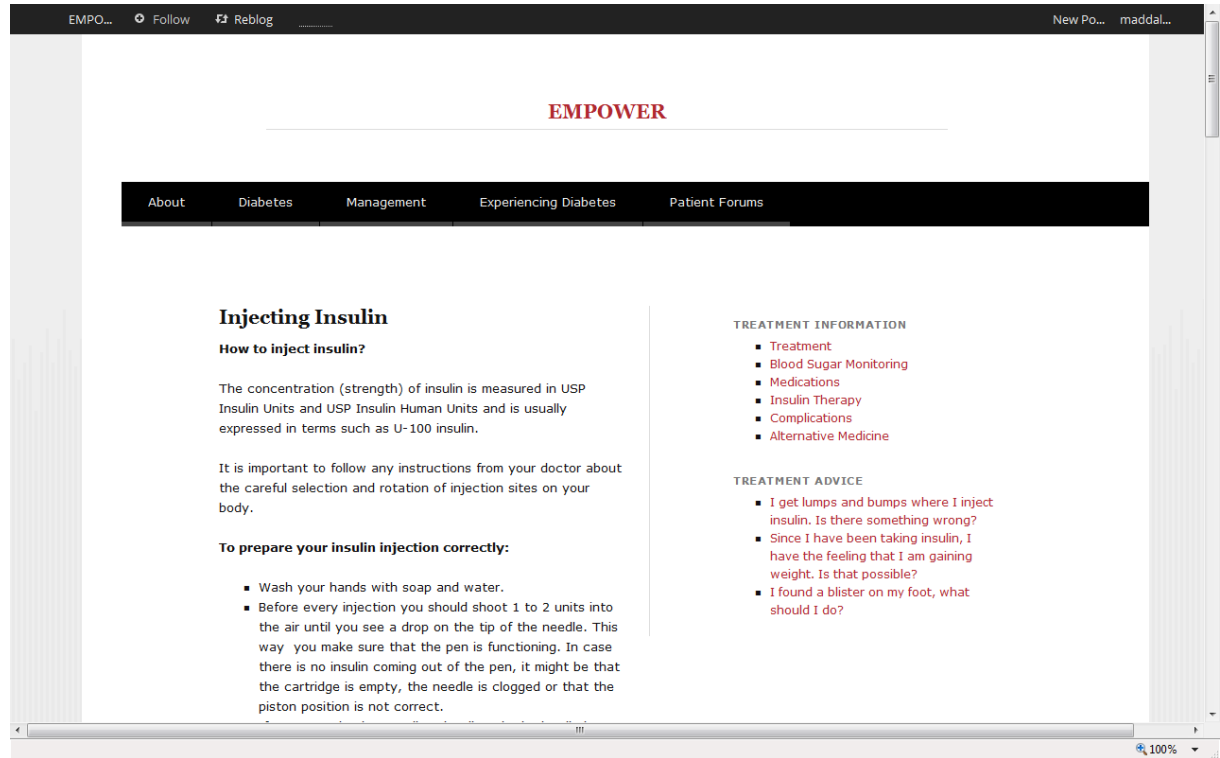 EMPO... Follow Reblog New Po... maddal...
EMPOWER
About Diabetes Management Experiencing Diabetes Patient Forums
Injecting Insulin
How to inject insulin?
The concentration (strength) of insulin is measured in USP
Insulin Units and USP Insulin Human Units and is usually
expressed in terms such as U-100 insulin.
It is important to follow any instructions from your doctor about
the careful selection and rotation of injection sites on your
body.
To prepare your insulin injection correctly:
Wash your hands with soap and water.
Before every injection you should shoot 1 to 2 units into
the air until you see a drop on the tip of the needle. This
way you make sure that the pen is functioning. In case
there is no insulin coming out of the pen, it might be that
the cartridge is empty, the needle is clogged or that the
piston position is not correct.
TREATMENT INFORMATION
Treatment
Blood Sugar Monitoring
Medications
Insulin Therapy
Complications
Alternative Medicine
TREATMENT ADVICE
I get lumps and bumps where I inject
insulin. Is there something wrong?
Since I have been taking insulin, I
have the feeling that I am gaining
weight. Is that possible?
I found a blister on my foot, what
should I do?
100%